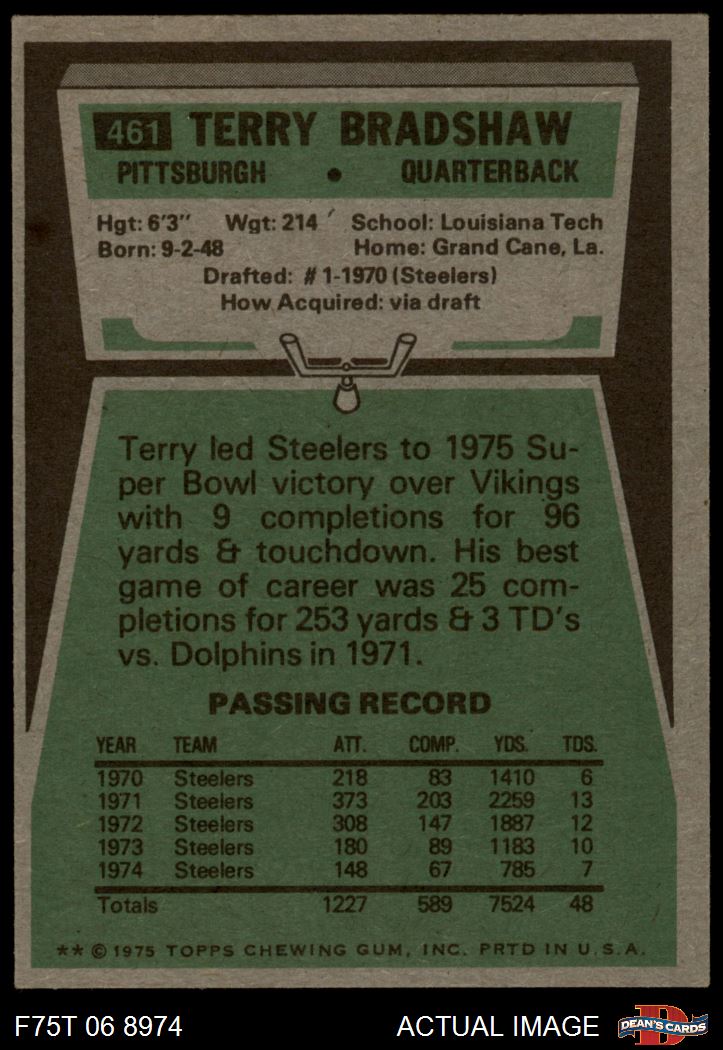 461 TERRY BRADSHAW
PITTSBURGH • QUARTERBACK
Hgt: 6'3" Wgt: 214 School: Louisiana Tech
Born: 9-2-48 Home: Grand Cane, La.
Drafted: #1-1970 (Steelers)
How Acquired: via draft
Terry led Steelers to 1975 Su-
per Bowl victory over Vikings
with 9 completions for 96
yards & touchdown. His best
game of career was 25 com-
pletions for 253 yards & 3 TD's
vs. Dolphins in 1971.
PASSING RECORD
YEAR TEAM ATT. COMP. YDS. TDS.
1970 Steelers 218 83 1410 6
1971 Steelers 373 203 2259 13
1972 Steelers 308 147 1887 12
1973 Steelers 180 89 1183 10
1974 Steelers 148 67 785 7
Totals 1227 589 7524 48
** © 1975 TOPPS CHEWING GUM, INC. PRTD IN U.S.A.
F75T 06 8974 ACTUAL IMAGE D DEAN'S CARDS